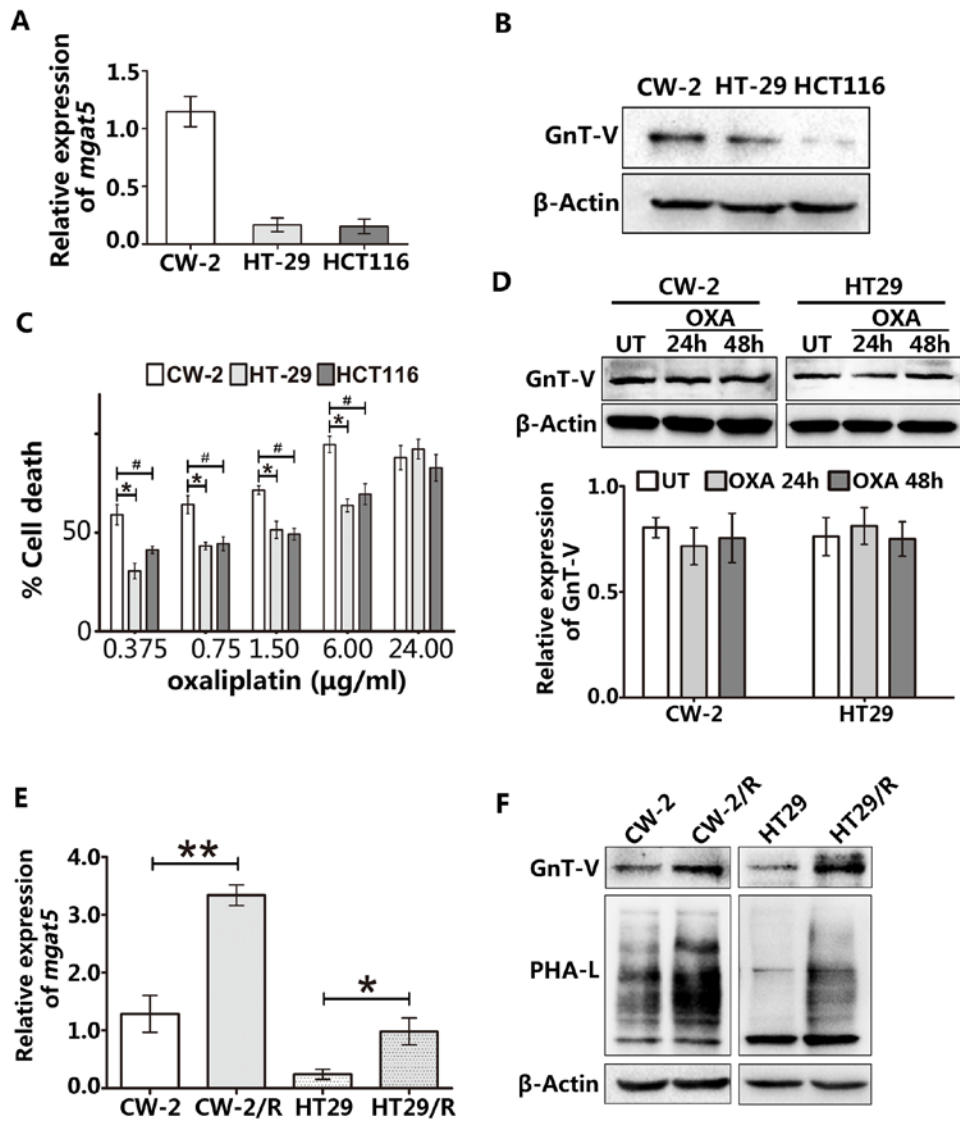 A
Relative expression
of mgat5
1.5
1.0
0.5
0.0
CW-2 HT-29 HCT116
B
CW-2 HT-29 HCT116
GnT-V
β-Actin
C
CW-2 HT-29 HCT116
% Cell death
50
0
# # # #
* * * *
0.375 0.75 1.50 6.00 24.00
oxaliplatin (μg/ml)
D
CW-2 HT29
OXA OXA
UT 24h 48h UT 24h 48h
GnT-V
β-Actin
UT OXA 24h OXA 48h
Relative expression
of GnT-V
1.0
0.5
0.0
CW-2 HT29
E
Relative expression
of mgat5
4.0
3.0
2.0
1.0
0.0
**
*
CW-2 CW-2/R HT29 HT29/R
F
CW-2 CW-2/R HT29 HT29/R
GnT-V
PHA-L
β-Actin